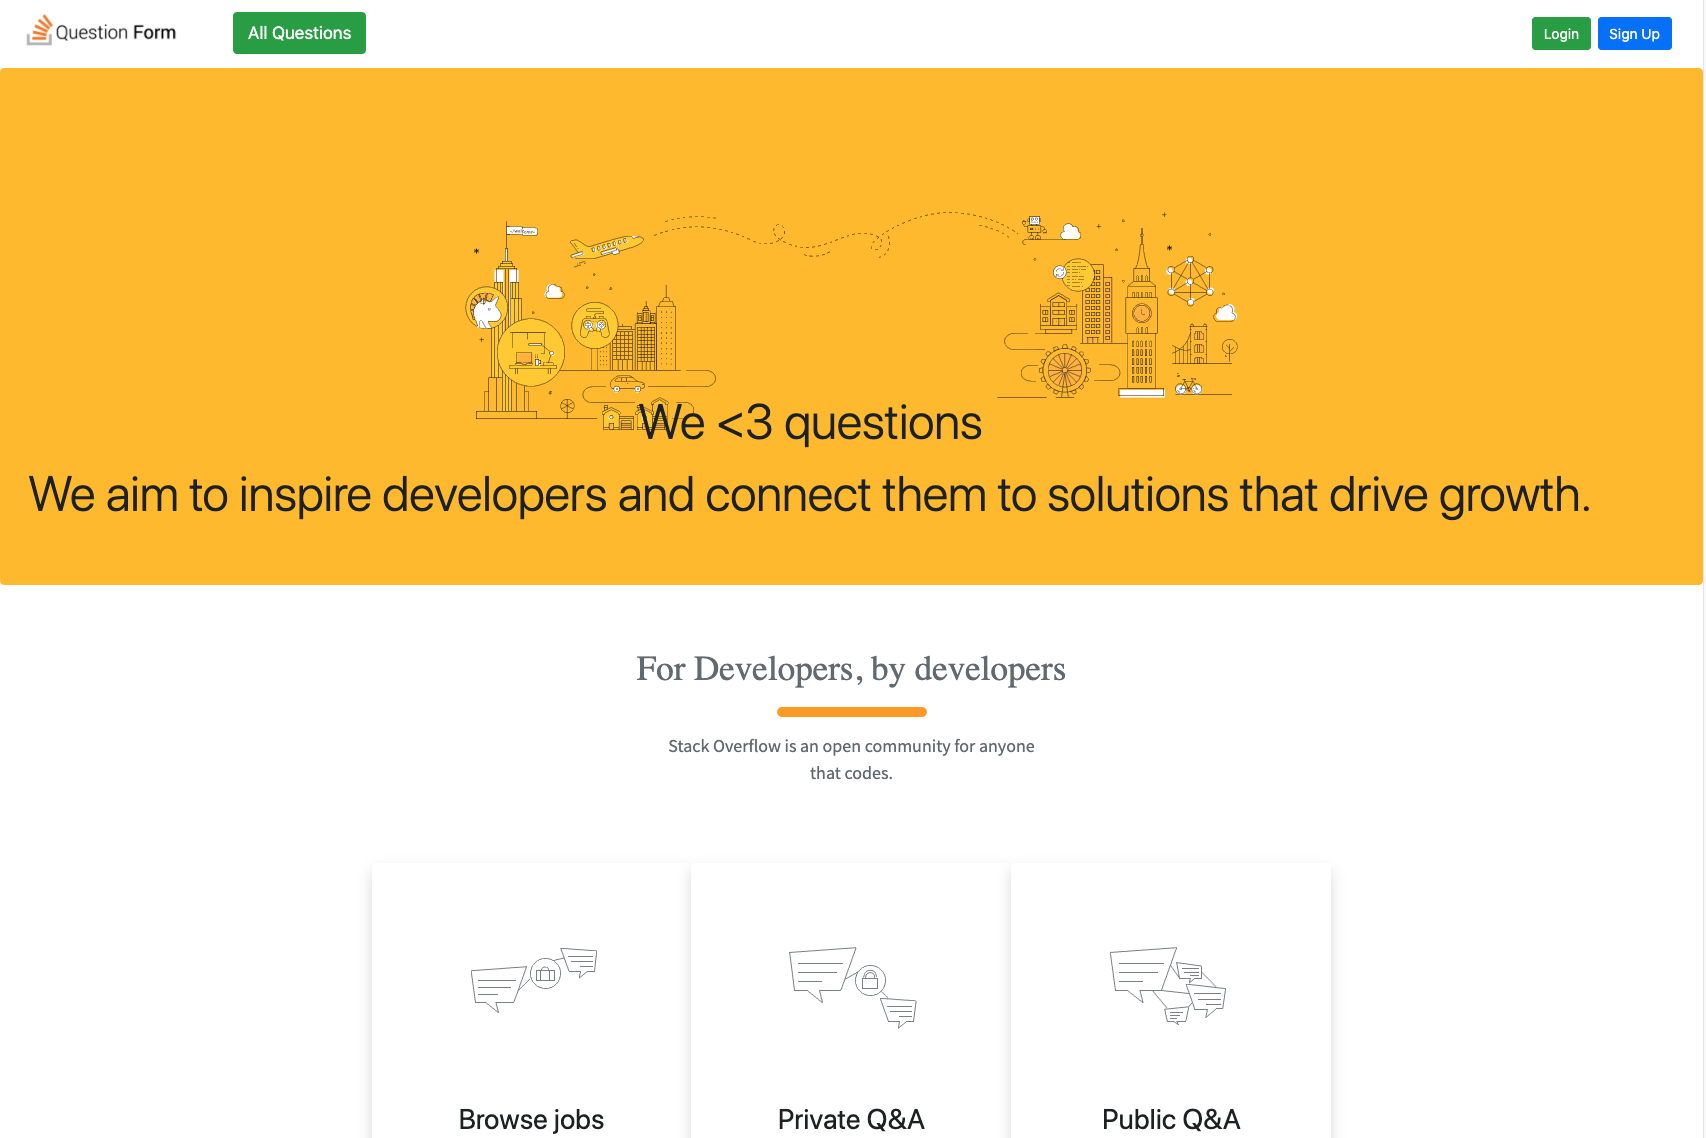 Question Form
All Questions
Login
Sign Up
We <3 questions
We aim to inspire developers and connect them to solutions that drive growth.
For Developers, by developers
Stack Overflow is an open community for anyone
that codes.
Browse jobs
Private Q&A
Public Q&A